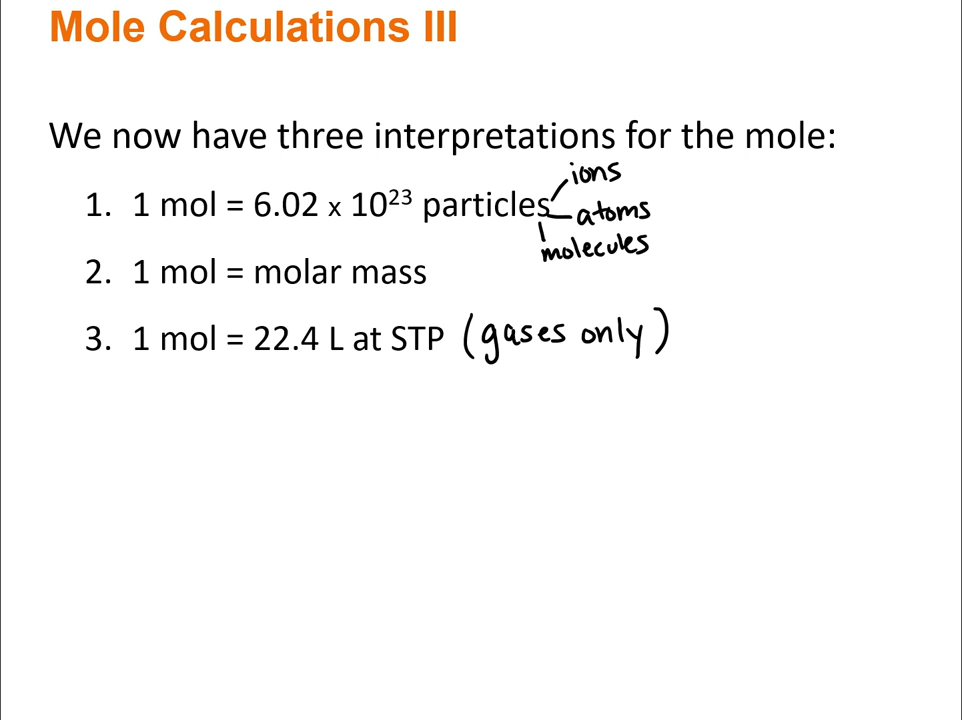 Mole Calculations III
We now have three interpretations for the mole:
ions
1. 1 mol = 6.02 x 10²³ particles
atoms
molecules
2. 1 mol = molar mass
3. 1 mol = 22.4 L at STP (gases only)